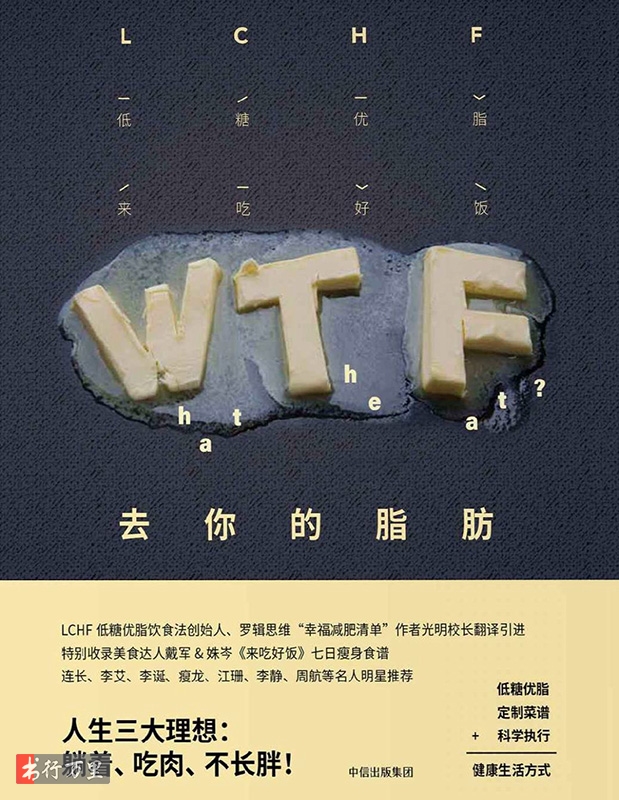 L C H F
低 糖 优 脂
来 吃 好 饭
WTF
hat he at?
去你的脂肪
LCHF 低糖优脂饮食法创始人、罗辑思维“幸福减肥清单”作者光明校长翻译引进
特别收录美食达人戴军 & 姝岑《来吃好饭》七日瘦身食谱
连长、李艾、李诞、瘦龙、江珊、李静、周航等名人明星推荐
低糖优脂
定制菜谱
+ 科学执行
健康生活方式
人生三大理想：
躺着、吃肉、不长胖！
书行万里
中信出版集团